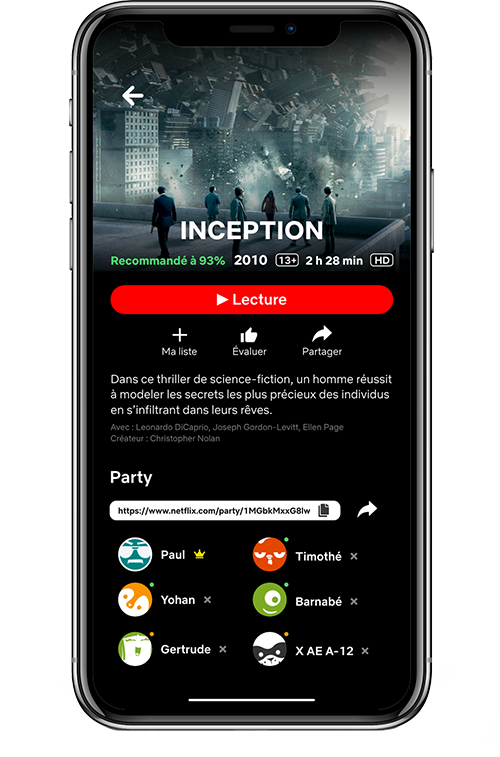 INCEPTION
Recommandé à 93% 2010 13+ 2 h 28 min HD
Lecture
Ma liste Évaluer Partager
Dans ce thriller de science-fiction, un homme réussit
à modeler les secrets les plus précieux des individus
en s'infiltrant dans leurs rêves.
Avec : Leonardo DiCaprio, Joseph Gordon-Levitt, Ellen Page
Créateur : Christopher Nolan
Party
https://www.netflix.com/party/1MGbkMxxG8lw
Paul Timothé ×
Yohan × Barnabé ×
Gertrude × X AE A-12 ×